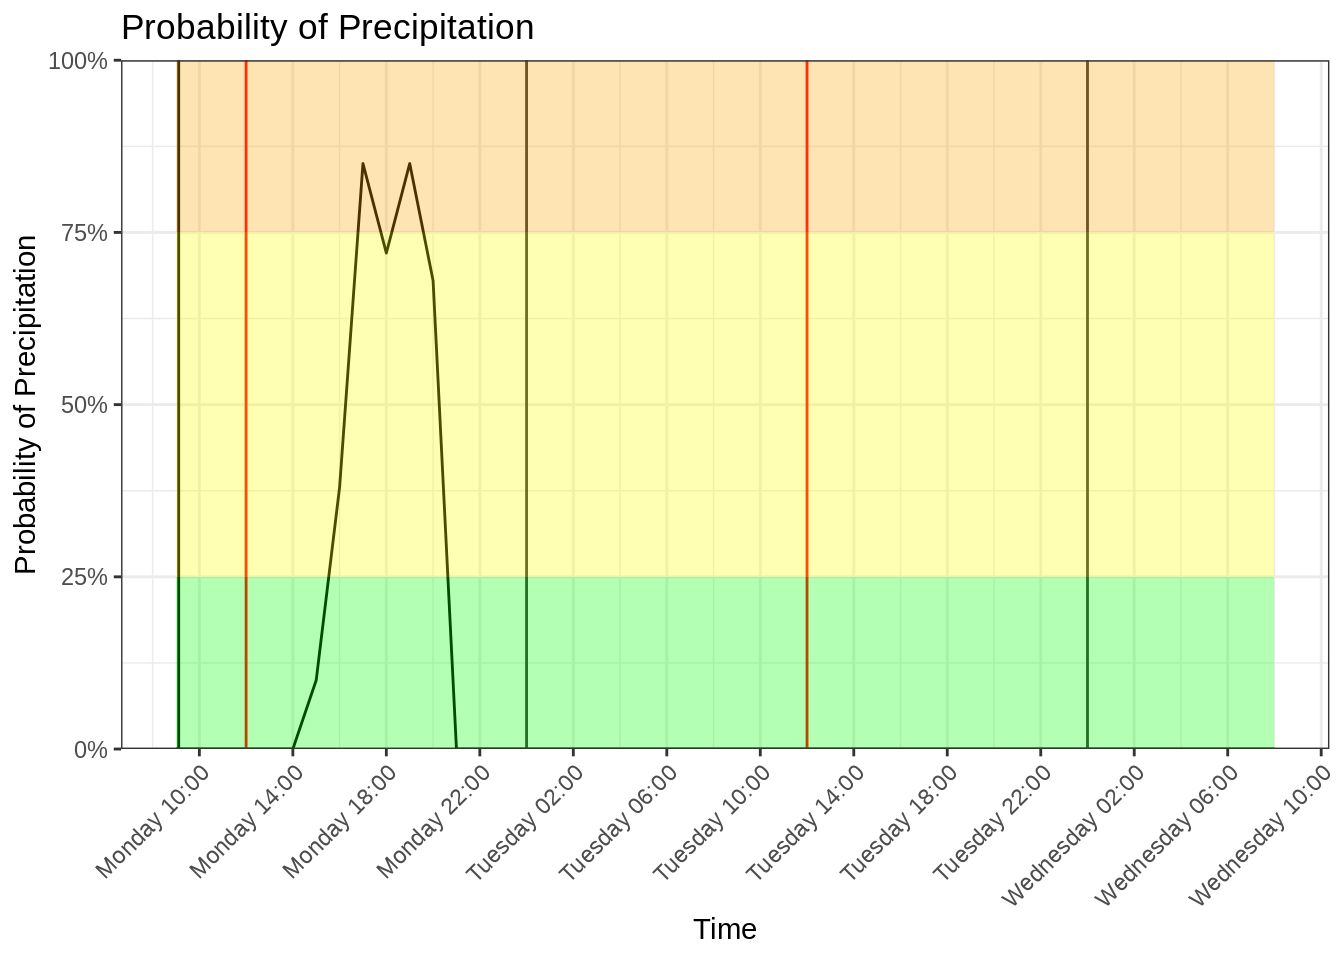 Probability of Precipitation
Probability of Precipitation
100%
75%
50%
25%
0%
Monday 10:00
Monday 14:00
Monday 18:00
Monday 22:00
Tuesday 02:00
Tuesday 06:00
Tuesday 10:00
Tuesday 14:00
Tuesday 18:00
Tuesday 22:00
Wednesday 02:00
Wednesday 06:00
Wednesday 10:00
Time